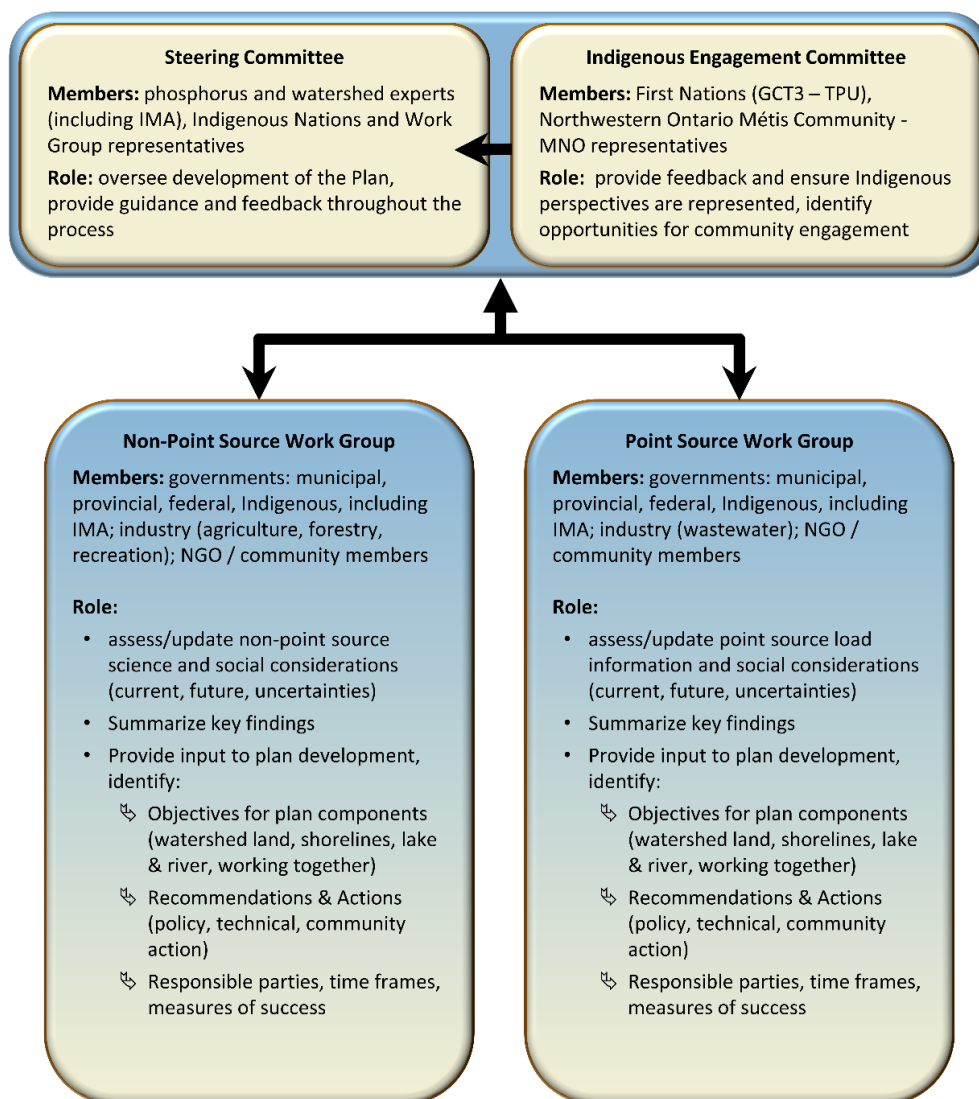 Steering Committee
Members: phosphorus and watershed experts
(including IMA), Indigenous Nations and Work
Group representatives
Role: oversee development of the Plan,
provide guidance and feedback throughout the
process
Indigenous Engagement Committee
Members: First Nations (GCT3 – TPU),
Northwestern Ontario Métis Community -
MNO representatives
Role: provide feedback and ensure Indigenous
perspectives are represented, identify
opportunities for community engagement
Non-Point Source Work Group
Members: governments: municipal,
provincial, federal, Indigenous, including
IMA; industry (agriculture, forestry,
recreation); NGO / community members
Role:
• assess/update non-point source
science and social considerations
(current, future, uncertainties)
• Summarize key findings
• Provide input to plan development,
identify:
Objectives for plan components
(watershed land, shorelines, lake
& river, working together)
Recommendations & Actions
(policy, technical, community
action)
Responsible parties, time frames,
measures of success
Point Source Work Group
Members: governments: municipal,
provincial, federal, Indigenous, including
IMA; industry (wastewater); NGO /
community members
Role:
• assess/update point source load
information and social considerations
(current, future, uncertainties)
• Summarize key findings
• Provide input to plan development,
identify:
Objectives for plan components
(watershed land, shorelines, lake
& river, working together)
Recommendations & Actions
(policy, technical, community
action)
Responsible parties, time frames,
measures of success